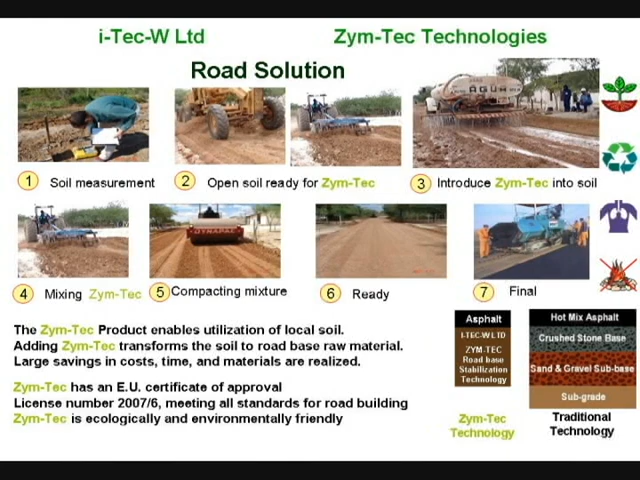 i-Tec-W Ltd
Zym-Tec Technologies
Road Solution
1 Soil measurement
2 Open soil ready for Zym-Tec
3 Introduce Zym-Tec into soil
4 Mixing Zym-Tec
5 Compacting mixture
DYNAPAC
6 Ready
7 Final
The Zym-Tec Product enables utilization of local soil.
Adding Zym-Tec transforms the soil to road base raw material.
Large savings in costs, time, and materials are realized.
Zym-Tec has an E.U. certificate of approval
License number 2007/6, meeting all standards for road building
Zym-Tec is ecologically and environmentally friendly
Asphalt
I-TEC-W LTD
ZYM-TEC
Road base
Stabilization
Technology
Zym-Tec
Technology
Hot Mix Asphalt
Crushed Stone Base
Sand & Gravel Sub-base
Sub-grade
Traditional
Technology